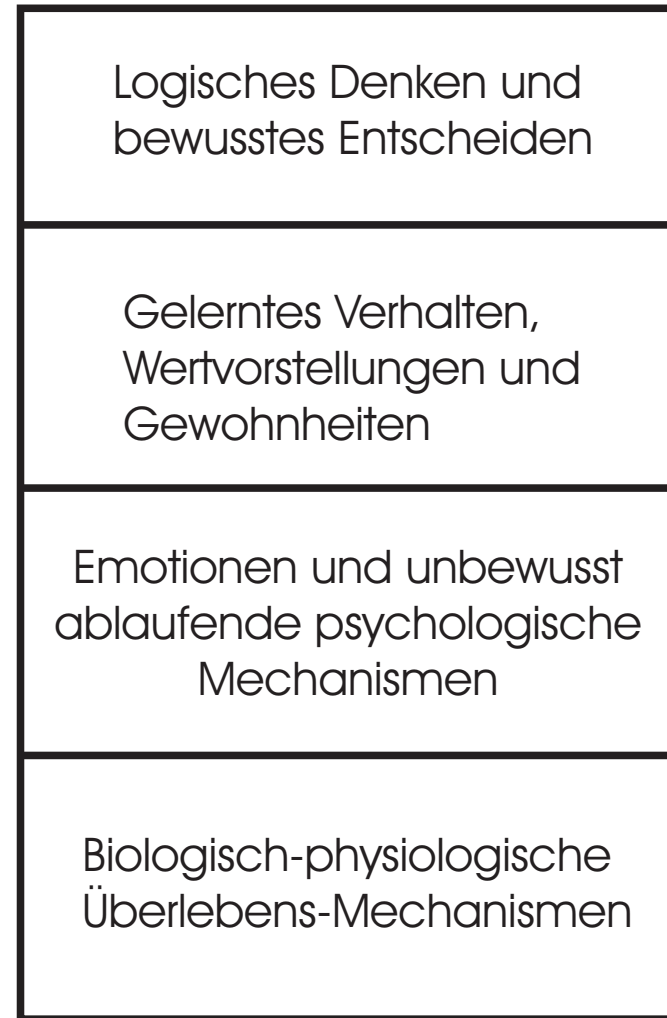 Logisches Denken und
bewusstes Entscheiden
Gelerntes Verhalten,
Wertvorstellungen und
Gewohnheiten
Emotionen und unbewusst
ablaufende psychologische
Mechanismen
Biologisch-physiologische
Überlebens-Mechanismen